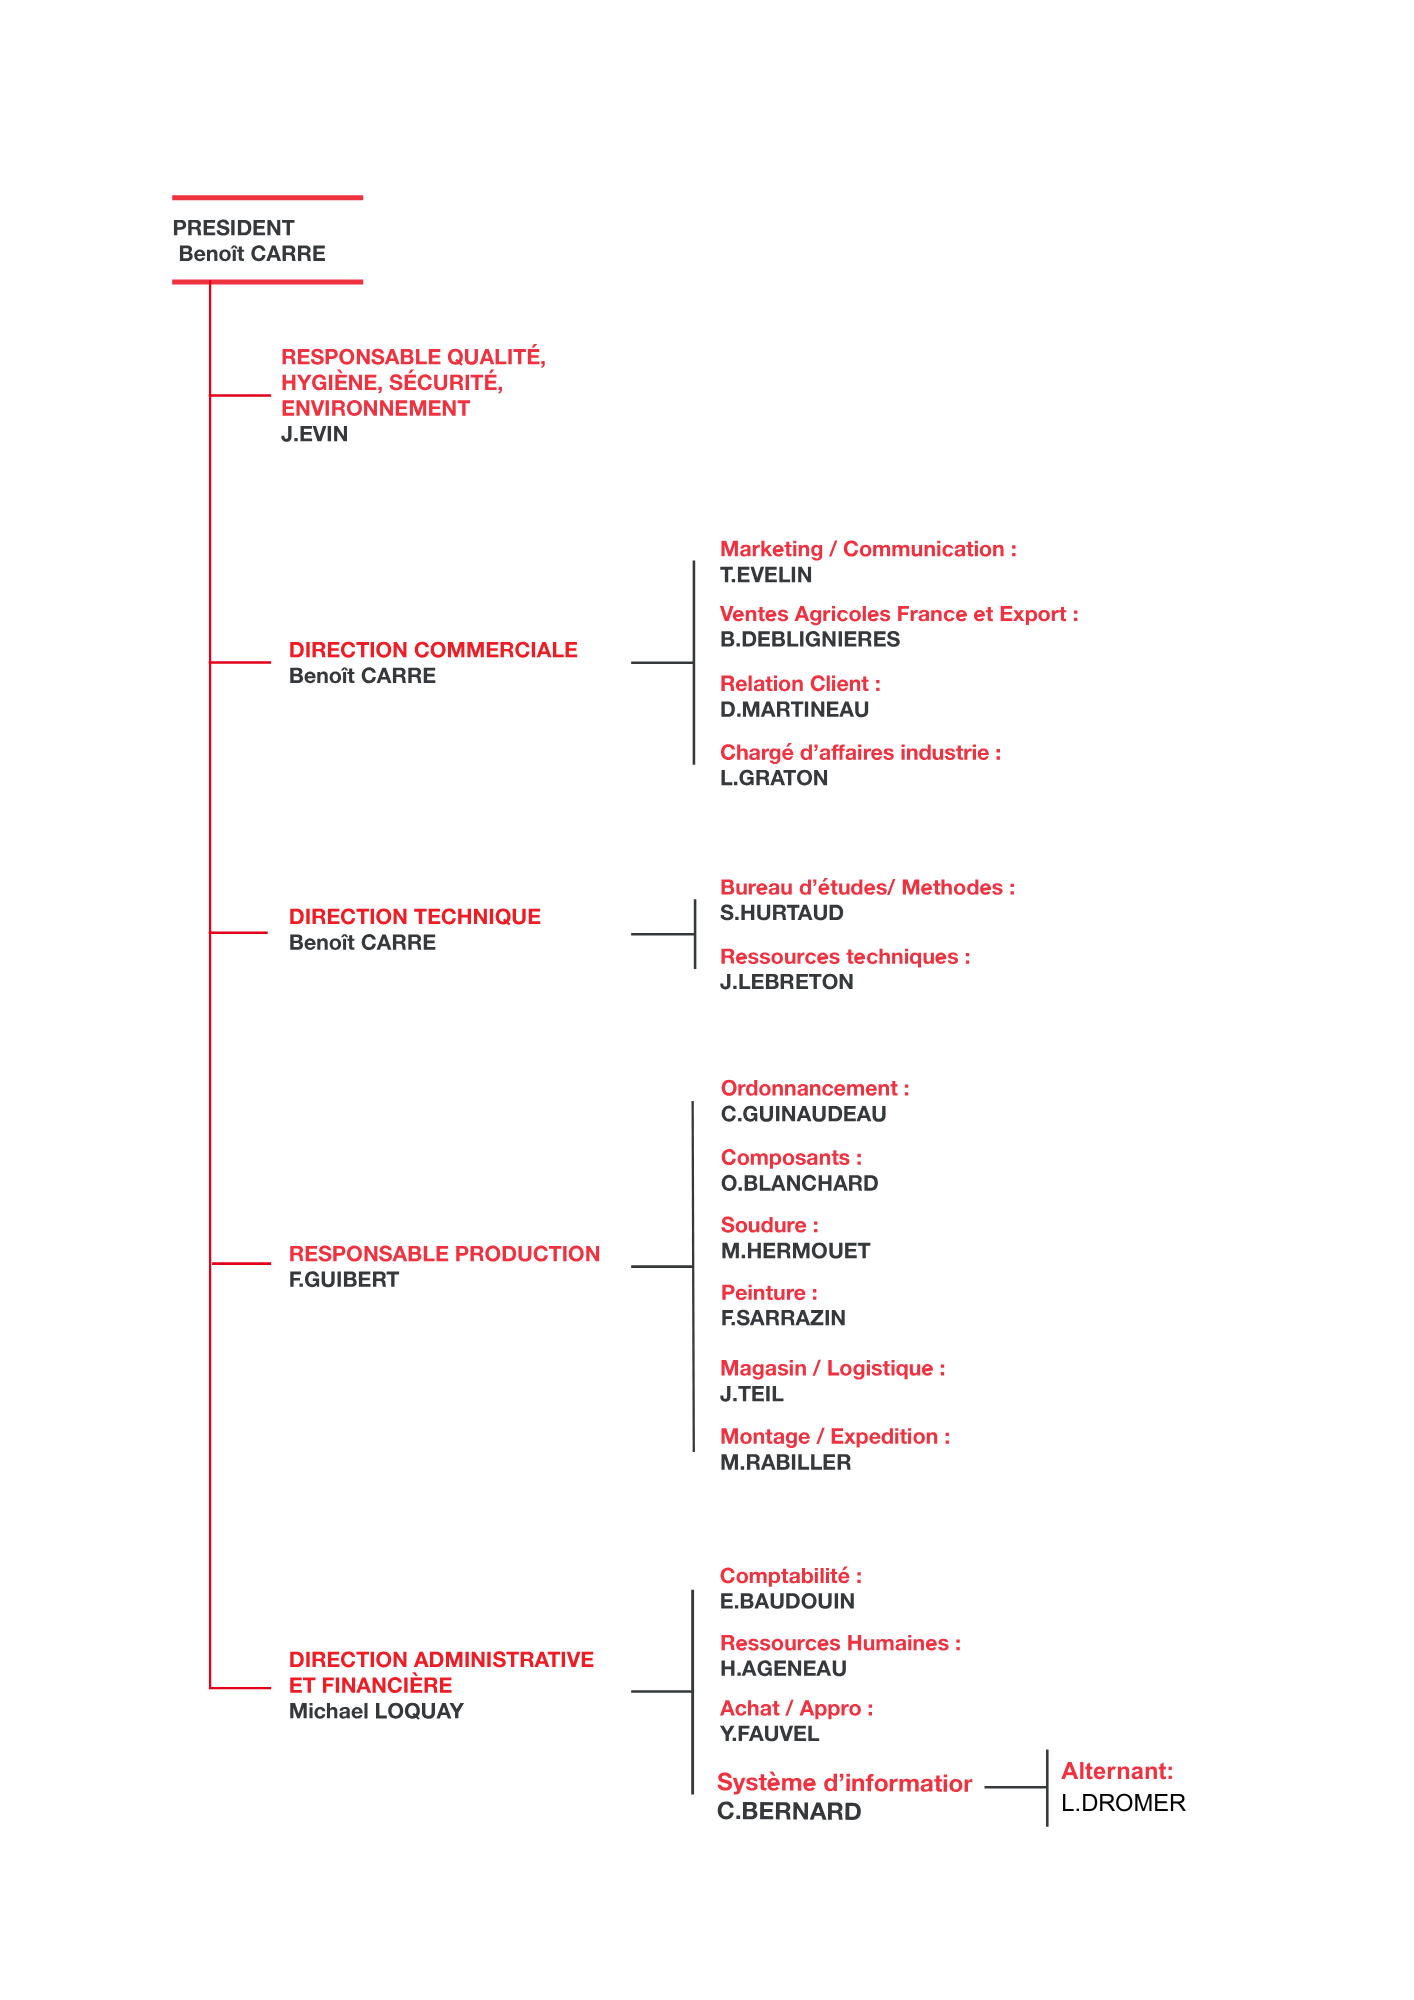 PRESIDENT
Benoît CARRE
RESPONSABLE QUALITÉ,
HYGIÈNE, SÉCURITÉ,
ENVIRONNEMENT
J.EVIN
DIRECTION COMMERCIALE
Benoît CARRE
Marketing / Communication :
T.EVELIN
Ventes Agricoles France et Export :
B.DEBLIGNIERES
Relation Client :
D.MARTINEAU
Chargé d’affaires industrie :
L.GRATON
DIRECTION TECHNIQUE
Benoît CARRE
Bureau d’études/ Methodes :
S.HURTAUD
Ressources techniques :
J.LEBRETON
RESPONSABLE PRODUCTION
F.GUIBERT
Ordonnancement :
C.GUINAUDEAU
Composants :
O.BLANCHARD
Soudure :
M.HERMOUET
Peinture :
F.SARRAZIN
Magasin / Logistique :
J.TEIL
Montage / Expedition :
M.RABILLER
DIRECTION ADMINISTRATIVE
ET FINANCIÈRE
Michael LOQUAY
Comptabilité :
E.BAUDOUIN
Ressources Humaines :
H.AGENEAU
Achat / Appro :
Y.FAUVEL
Système d’informatior
C.BERNARD
Alternant:
L.DROMER